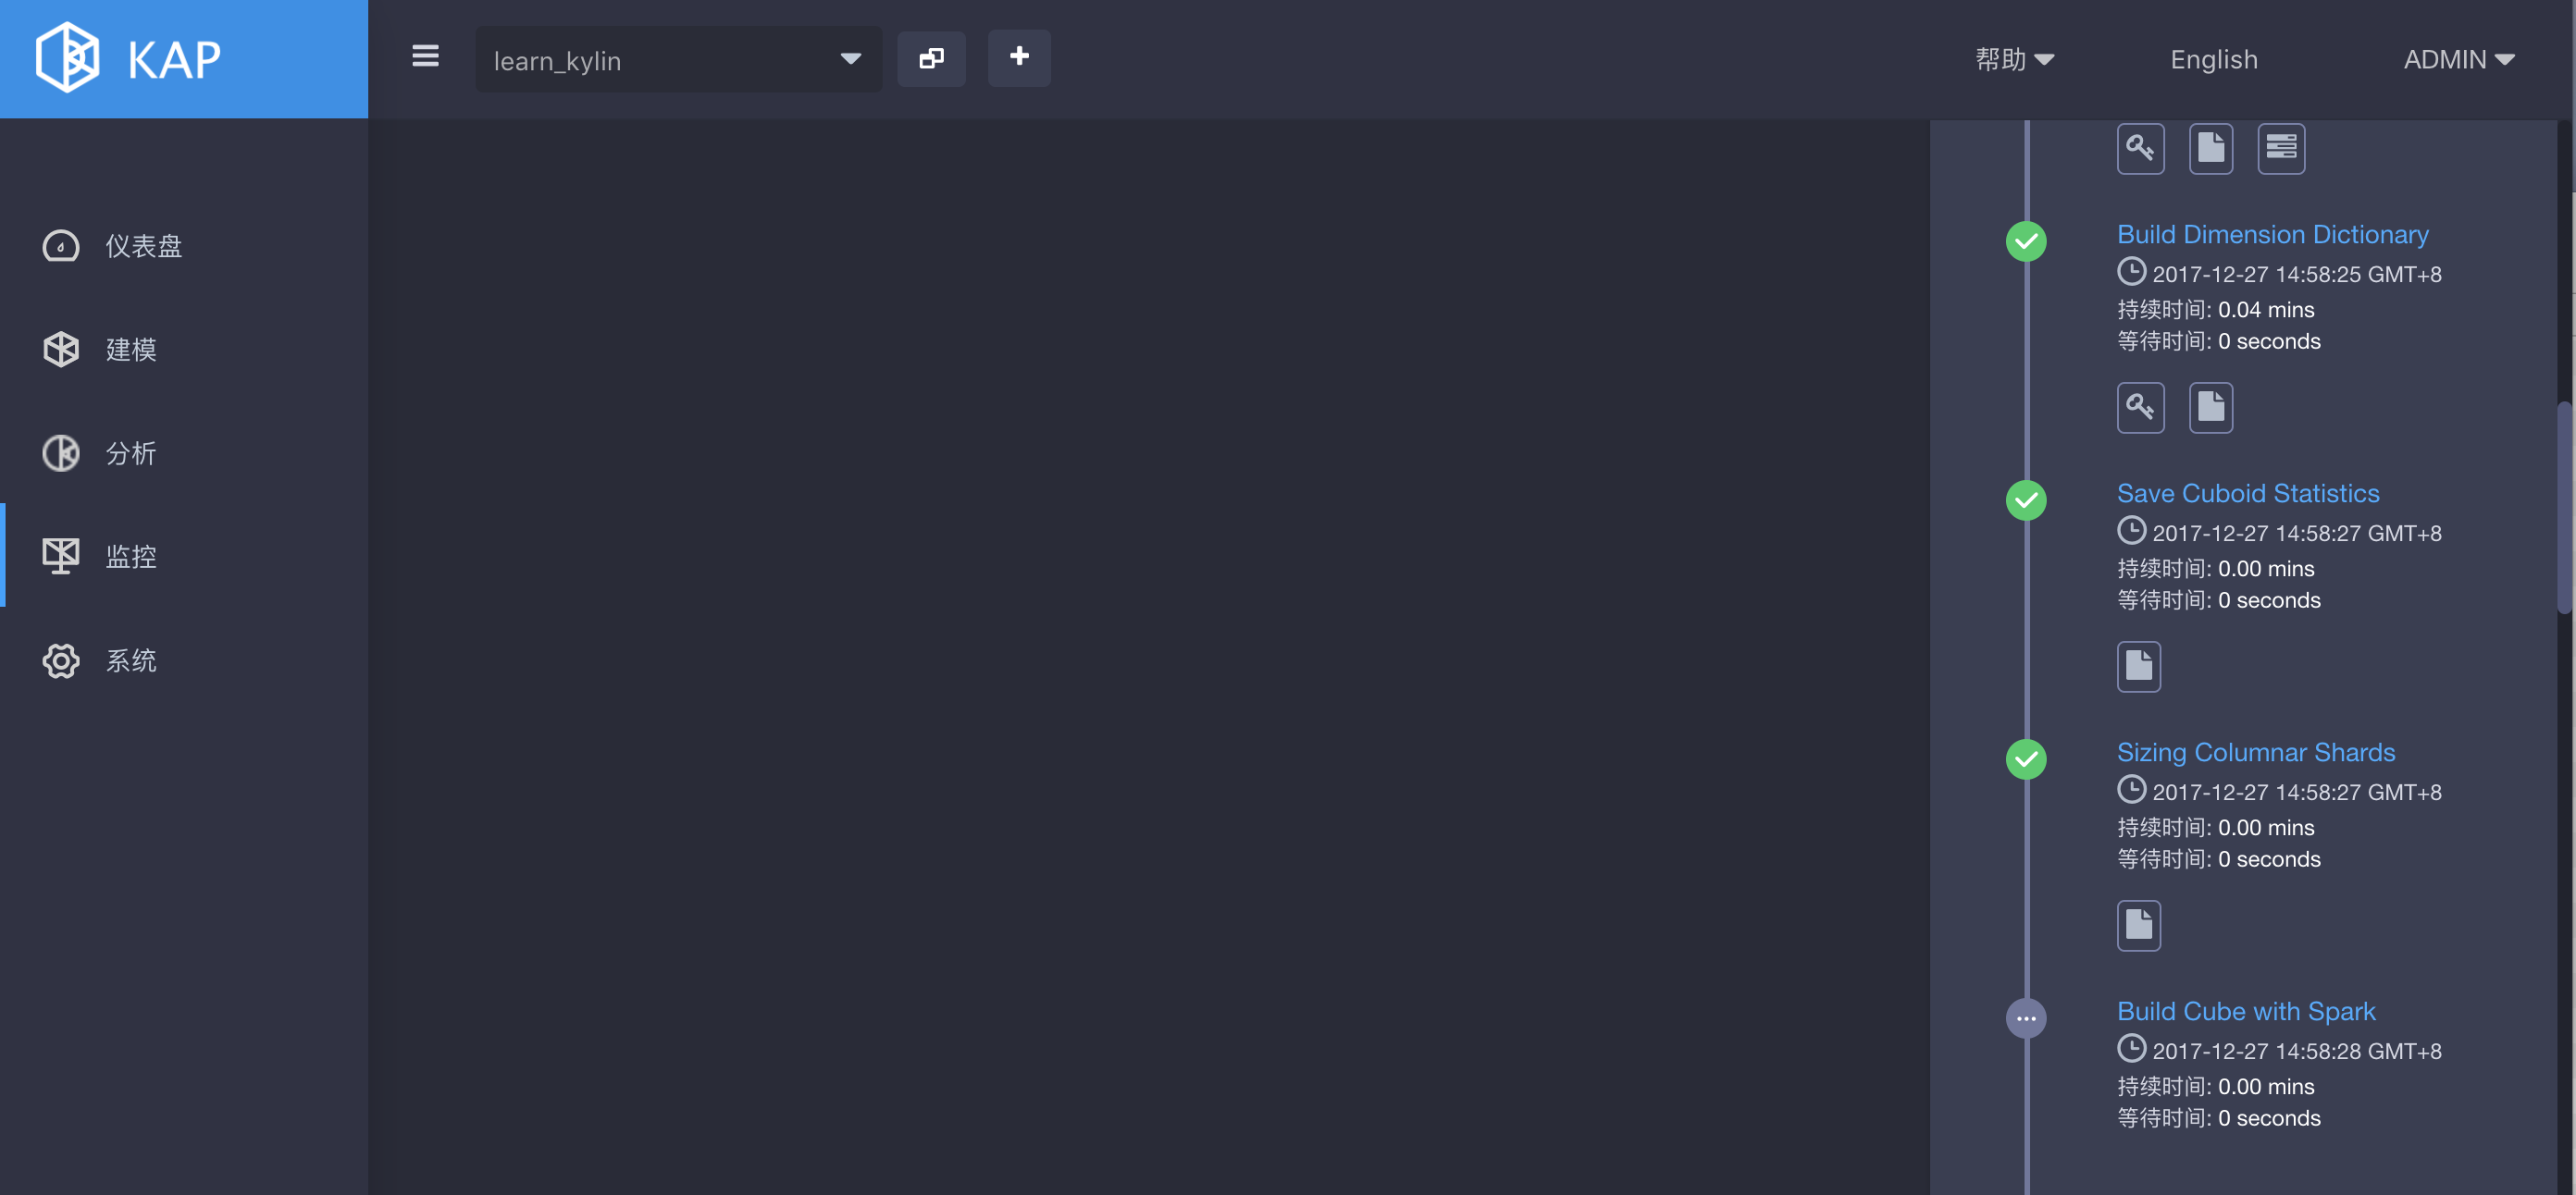 KAP
learn_kylin
帮助
English
ADMIN
仪表盘
建模
分析
监控
系统
Build Dimension Dictionary
2017-12-27 14:58:25 GMT+8
持续时间: 0.04 mins
等待时间: 0 seconds
Save Cuboid Statistics
2017-12-27 14:58:27 GMT+8
持续时间: 0.00 mins
等待时间: 0 seconds
Sizing Columnar Shards
2017-12-27 14:58:27 GMT+8
持续时间: 0.00 mins
等待时间: 0 seconds
Build Cube with Spark
2017-12-27 14:58:28 GMT+8
持续时间: 0.00 mins
等待时间: 0 seconds